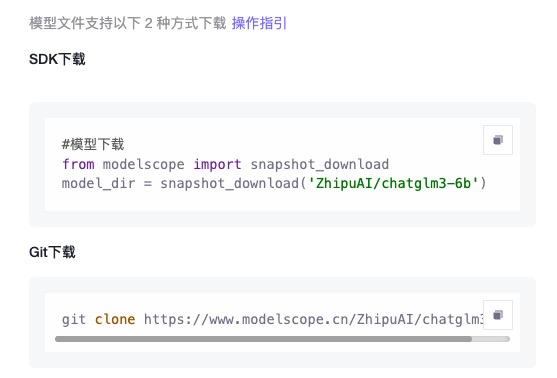 模型文件支持以下 2 种方式下载 操作指引
SDK下载
#模型下载
from modelscope import snapshot_download
model_dir = snapshot_download('ZhipuAI/chatglm3-6b')
Git下载
git clone https://www.modelscope.cn/ZhipuAI/chatglm3